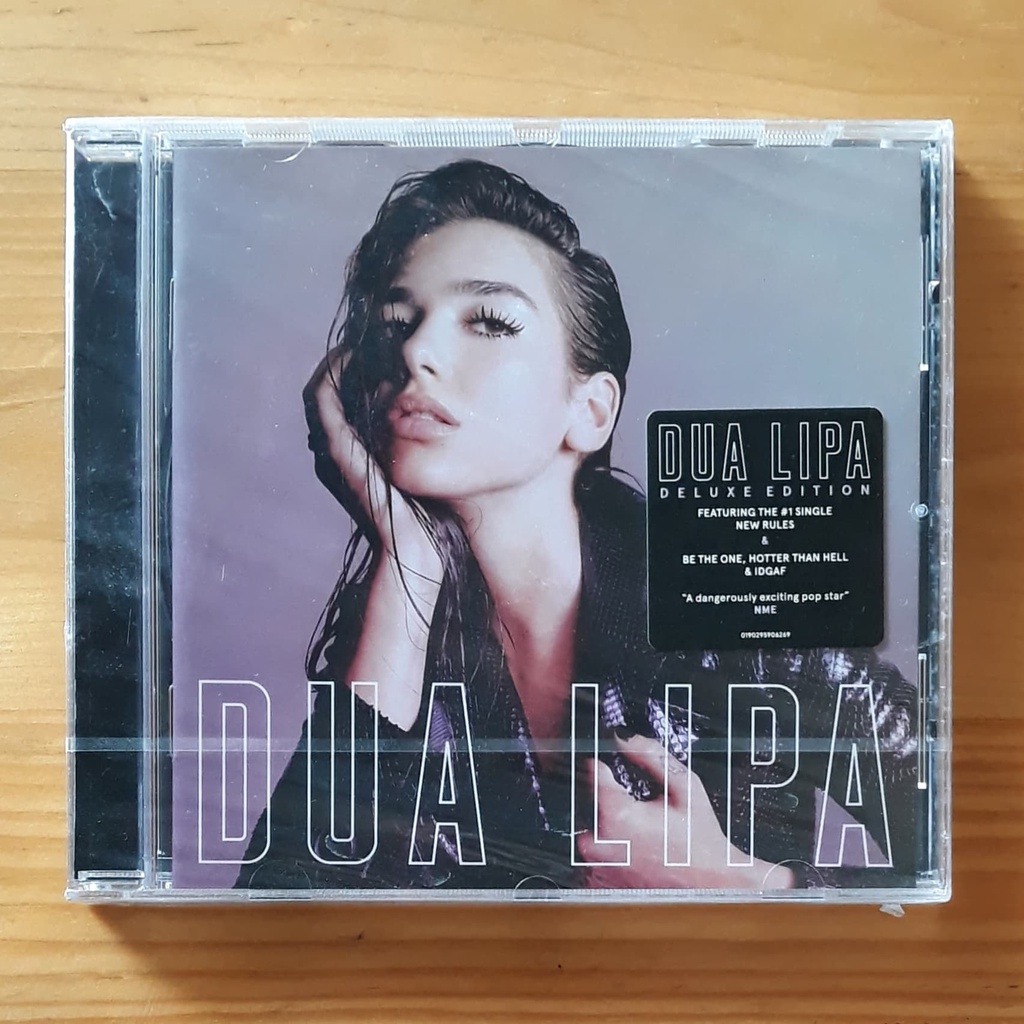 DUA LIPA
DELUXE EDITION
FEATURING THE #1 SINGLE
NEW RULES
&
BE THE ONE, HOTTER THAN HELL
& IDGAF
"A dangerously exciting pop star"
NME
0190295906269
DUA LIPA